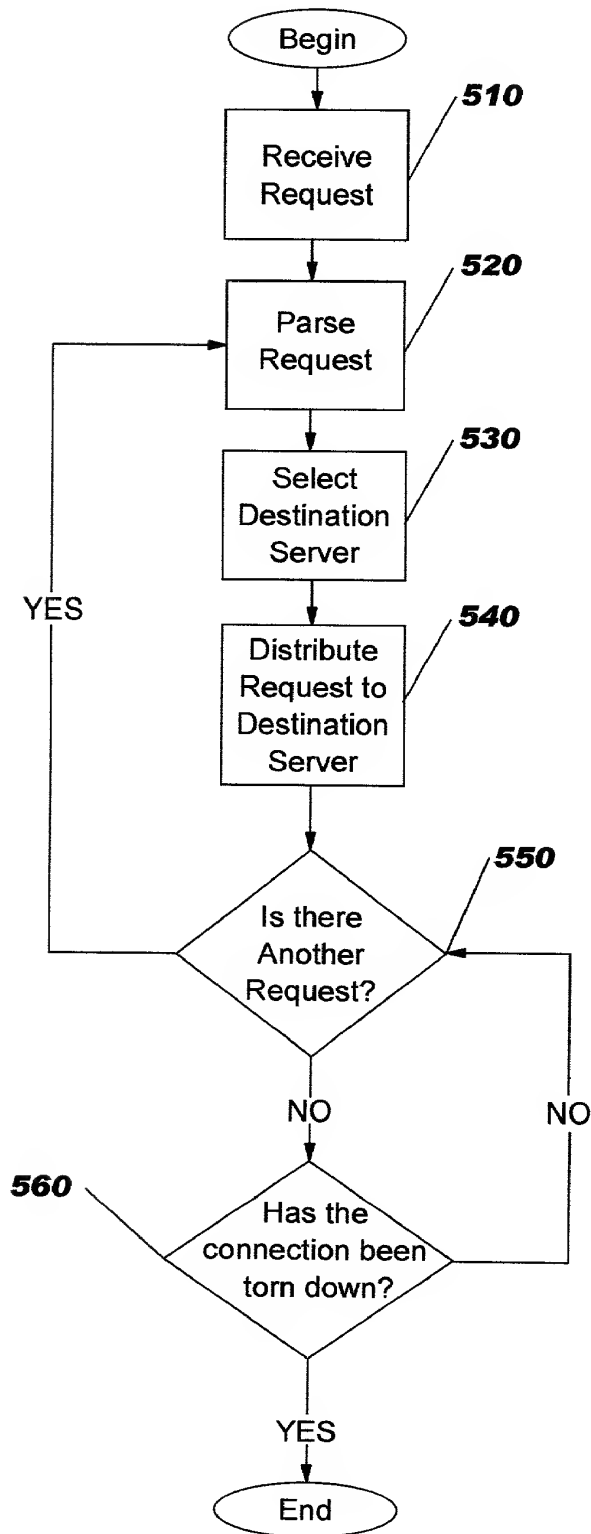 Begin
510
Receive
Request
520
Parse
Request
530
Select
Destination
Server
YES
540
Distribute
Request to
Destination
Server
550
Is there
Another
Request?
NO
NO
560
Has the
connection been
torn down?
YES
End